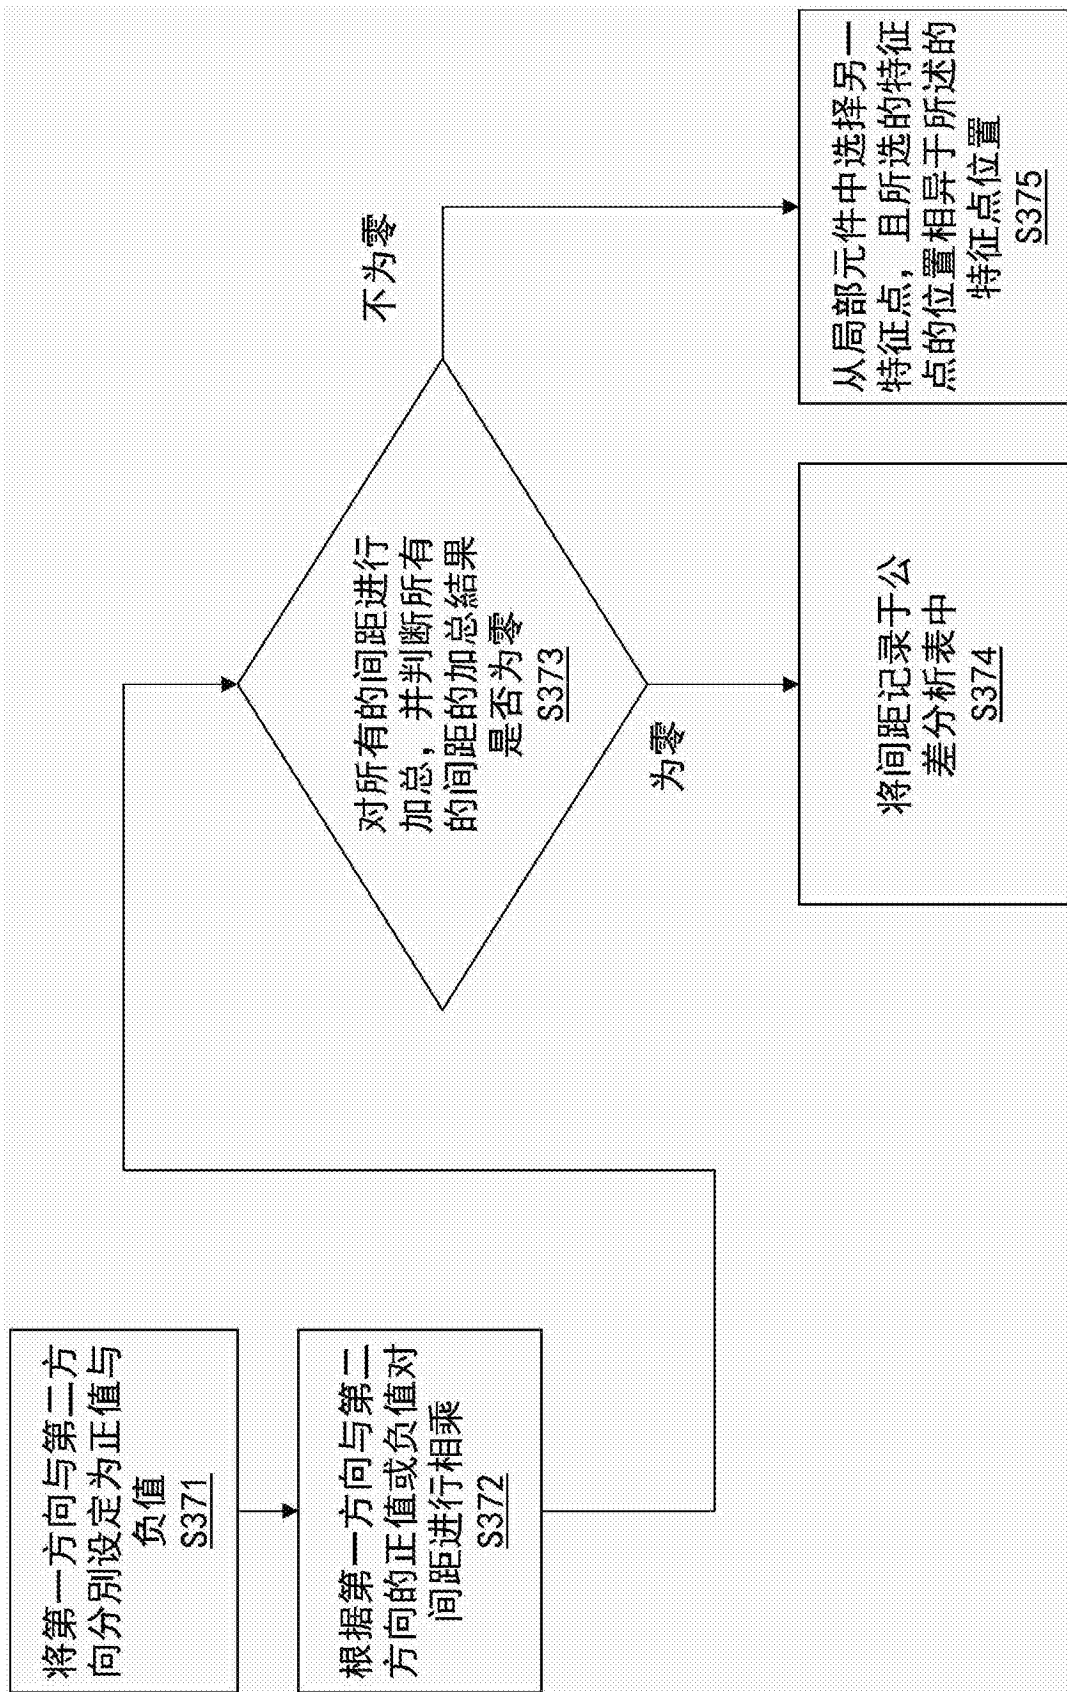 将第一方向与第二方
向分别设定为正值与
负值
S371
根据第一方向与第二
方向的正值或负值对
间距进行相乘
S372
对所有的间距进行
加总，并判断所有
的间距的加总結果
是否为零
S373
为零
不为零
将间距记录于公
差分析表中
S374
从局部元件中选择另一
特征点，且所选的特征
点的位置相异于所述的
特征点位置
S375